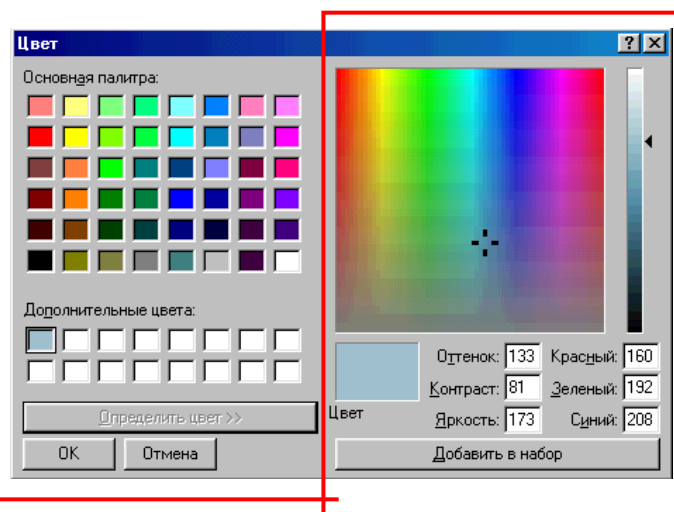 Цвет
Основная палитра:
Дополнительные цвета:
Определить цвет >>
OK Отмена
Цвет
Оттенок: 133 Красный: 160
Контраст: 81 Зеленый: 192
Яркость: 173 Синий: 208
Добавить в набор